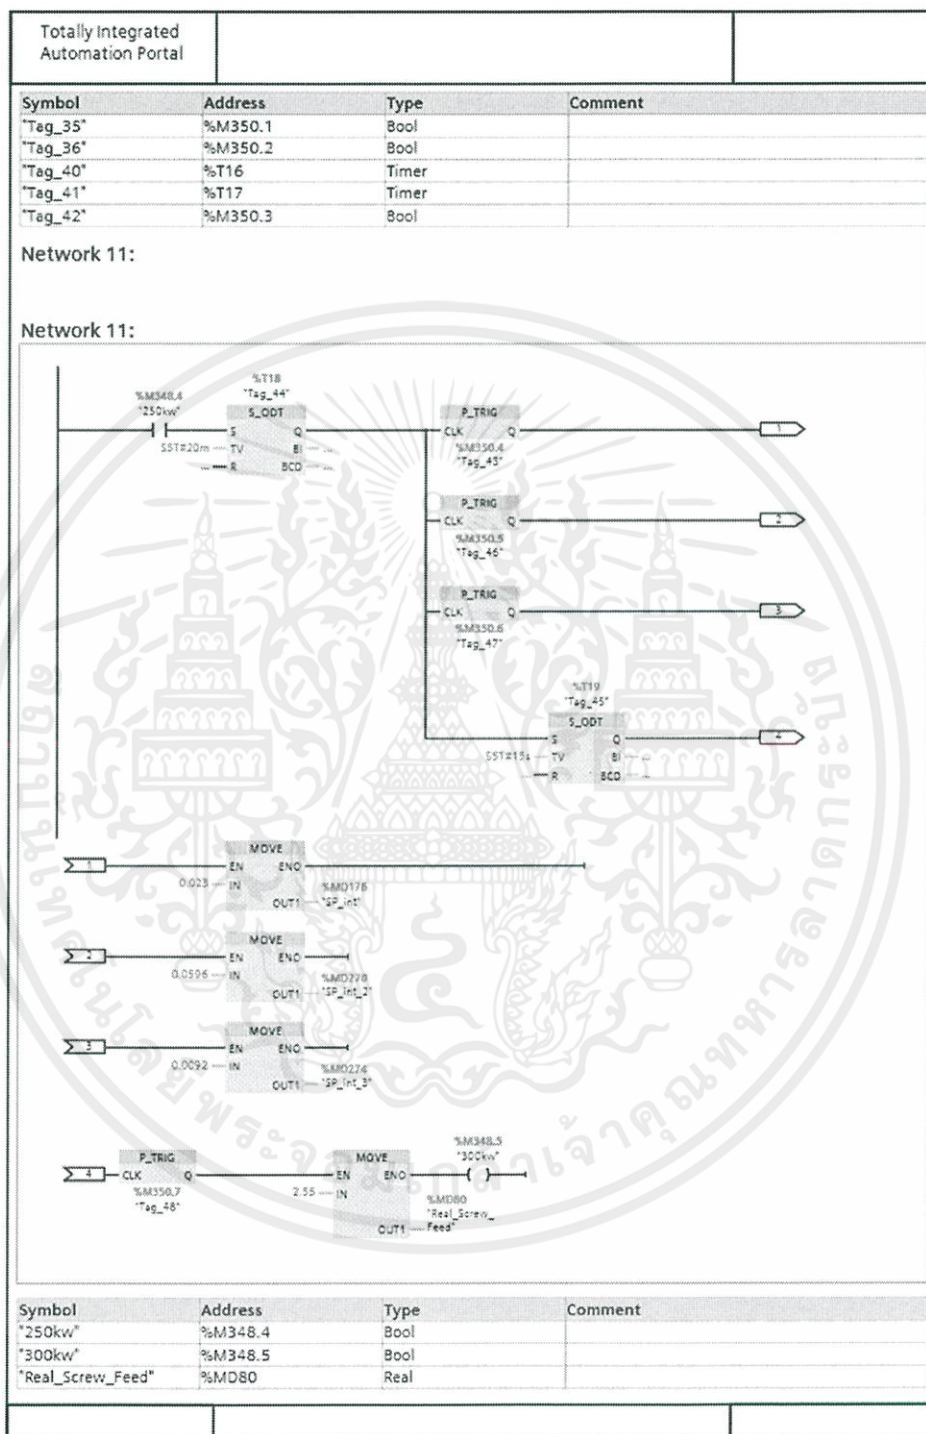 Totally Integrated
Automation Portal
Symbol Address Type Comment
"Tag_35" %M350.1 Bool
"Tag_36" %M350.2 Bool
"Tag_40" %T16 Timer
"Tag_41" %T17 Timer
"Tag_42" %M350.3 Bool
Network 11:
Network 11:
%M348.4
"250kw"
%T18
"Tag_44"
S_ODT
S Q
S5T#20m TV BI ...
... R BCD ...
P_TRIG
CLK Q
%M350.4
"Tag_43"
1
P_TRIG
CLK Q
%M350.5
"Tag_46"
2
P_TRIG
CLK Q
%M350.6
"Tag_47"
3
%T19
"Tag_45"
S_ODT
S Q
S5T#15s TV BI ...
... R BCD ...
4
1
MOVE
EN ENO
0.023 IN
OUT1
%MD178
"SP_int"
2
MOVE
EN ENO
0.0596 IN
OUT1
%MD270
"SP_int_2"
3
MOVE
EN ENO
0.0092 IN
OUT1
%MD274
"SP_int_3"
4
P_TRIG
CLK Q
%M350.7
"Tag_48"
MOVE
EN ENO
2.55 IN
OUT1
%MD80
"Real_Screw_
Feed"
%M348.5
"300kw"
Symbol Address Type Comment
"250kw" %M348.4 Bool
"300kw" %M348.5 Bool
"Real_Screw_Feed" %MD80 Real